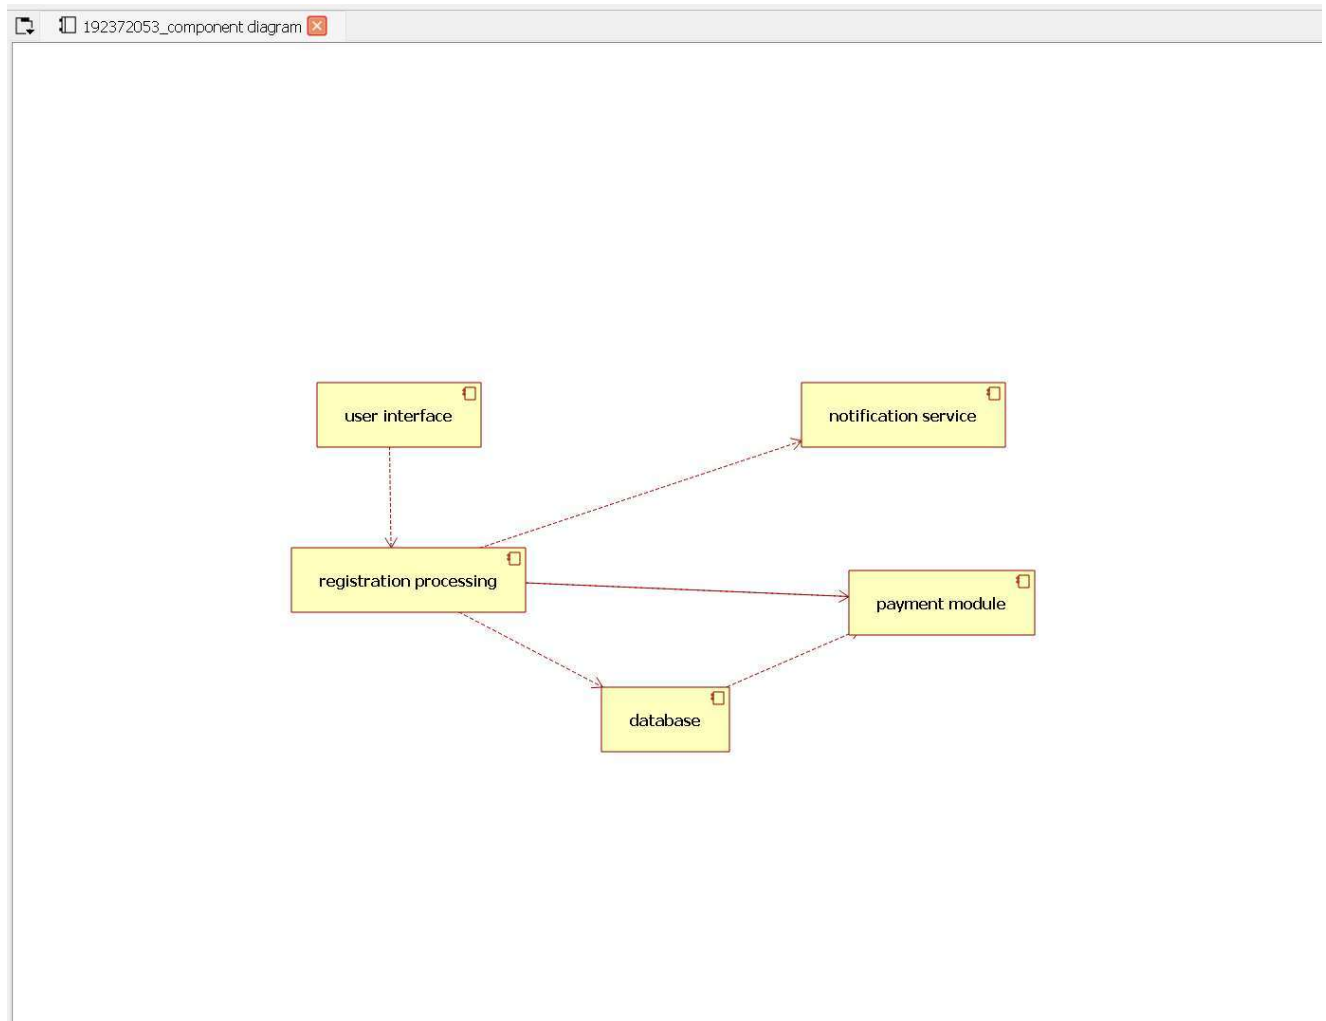 192372053_component diagram
user interface
notification service
registration processing
payment module
database